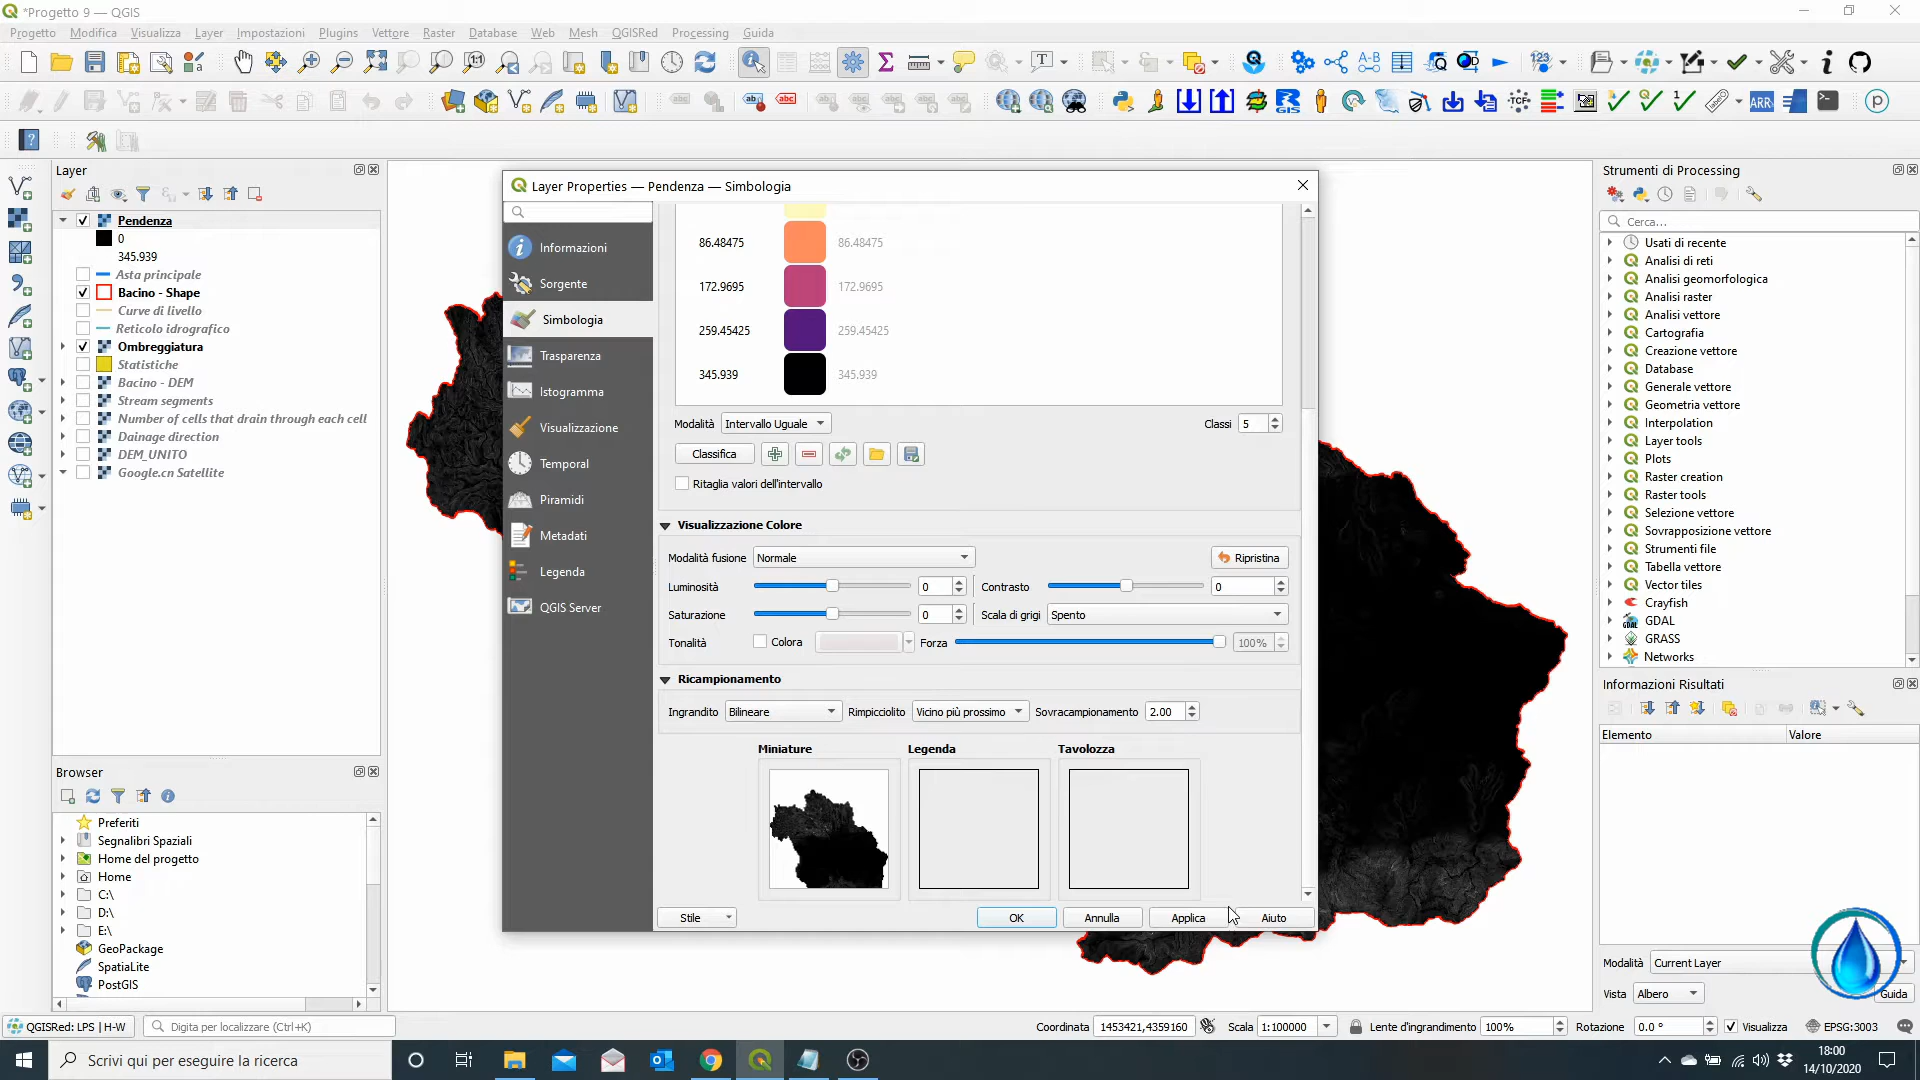 *Progetto 9 — QGIS
Progetto Modifica Visualizza Layer Impostazioni Plugins Vettore Raster Database Web Mesh QGISRed Processing Guida
Layer
Pendenza
0
345.939
Asta principale
Bacino - Shape
Curve di livello
Reticolo idrografico
Ombreggiatura
Statistiche
Bacino - DEM
Stream segments
Number of cells that drain through each cell
Dainage direction
DEM_UNITO
Google.cn Satellite
Browser
Preferiti
Segnalibri Spaziali
Home del progetto
Home
C:\
D:\
E:\
GeoPackage
SpatiaLite
PostGIS
Layer Properties — Pendenza — Simbologia
Informazioni
Sorgente
Simbologia
Trasparenza
Istogramma
Visualizzazione
Temporal
Piramidi
Metadati
Legenda
QGIS Server
86.48475 86.48475
172.9695 172.9695
259.45425 259.45425
345.939 345.939
Modalità Intervallo Uguale Classi 5
Classifica
Ritaglia valori dell'intervallo
Visualizzazione Colore
Modalità fusione Normale Ripristina
Luminosità 0 Contrasto 0
Saturazione 0 Scala di grigi Spento
Tonalità Colora Forza 100%
Ricampionamento
Ingrandito Bilineare Rimpicciolito Vicino più prossimo Sovracampionamento 2.00
Miniature Legenda Tavolozza
Stile OK Annulla Applica Aiuto
Strumenti di Processing
Cerca...
Usati di recente
Analisi di reti
Analisi geomorfologica
Analisi raster
Analisi vettore
Cartografia
Creazione vettore
Database
Generale vettore
Geometria vettore
Interpolation
Layer tools
Plots
Raster creation
Raster tools
Selezione vettore
Sovrapposizione vettore
Strumenti file
Tabella vettore
Vector tiles
Crayfish
GDAL
GRASS
Networks
Informazioni Risultati
Elemento Valore
Modalità Current Layer
Vista Albero Guida
QGISRed: LPS | H-W Digita per localizzare (Ctrl+K) Coordinata 1453421,4359160 Scala 1:100000 Lente d'ingrandimento 100% Rotazione 0.0 ° Visualizza EPSG:3003
Scrivi qui per eseguire la ricerca
18:00
14/10/2020